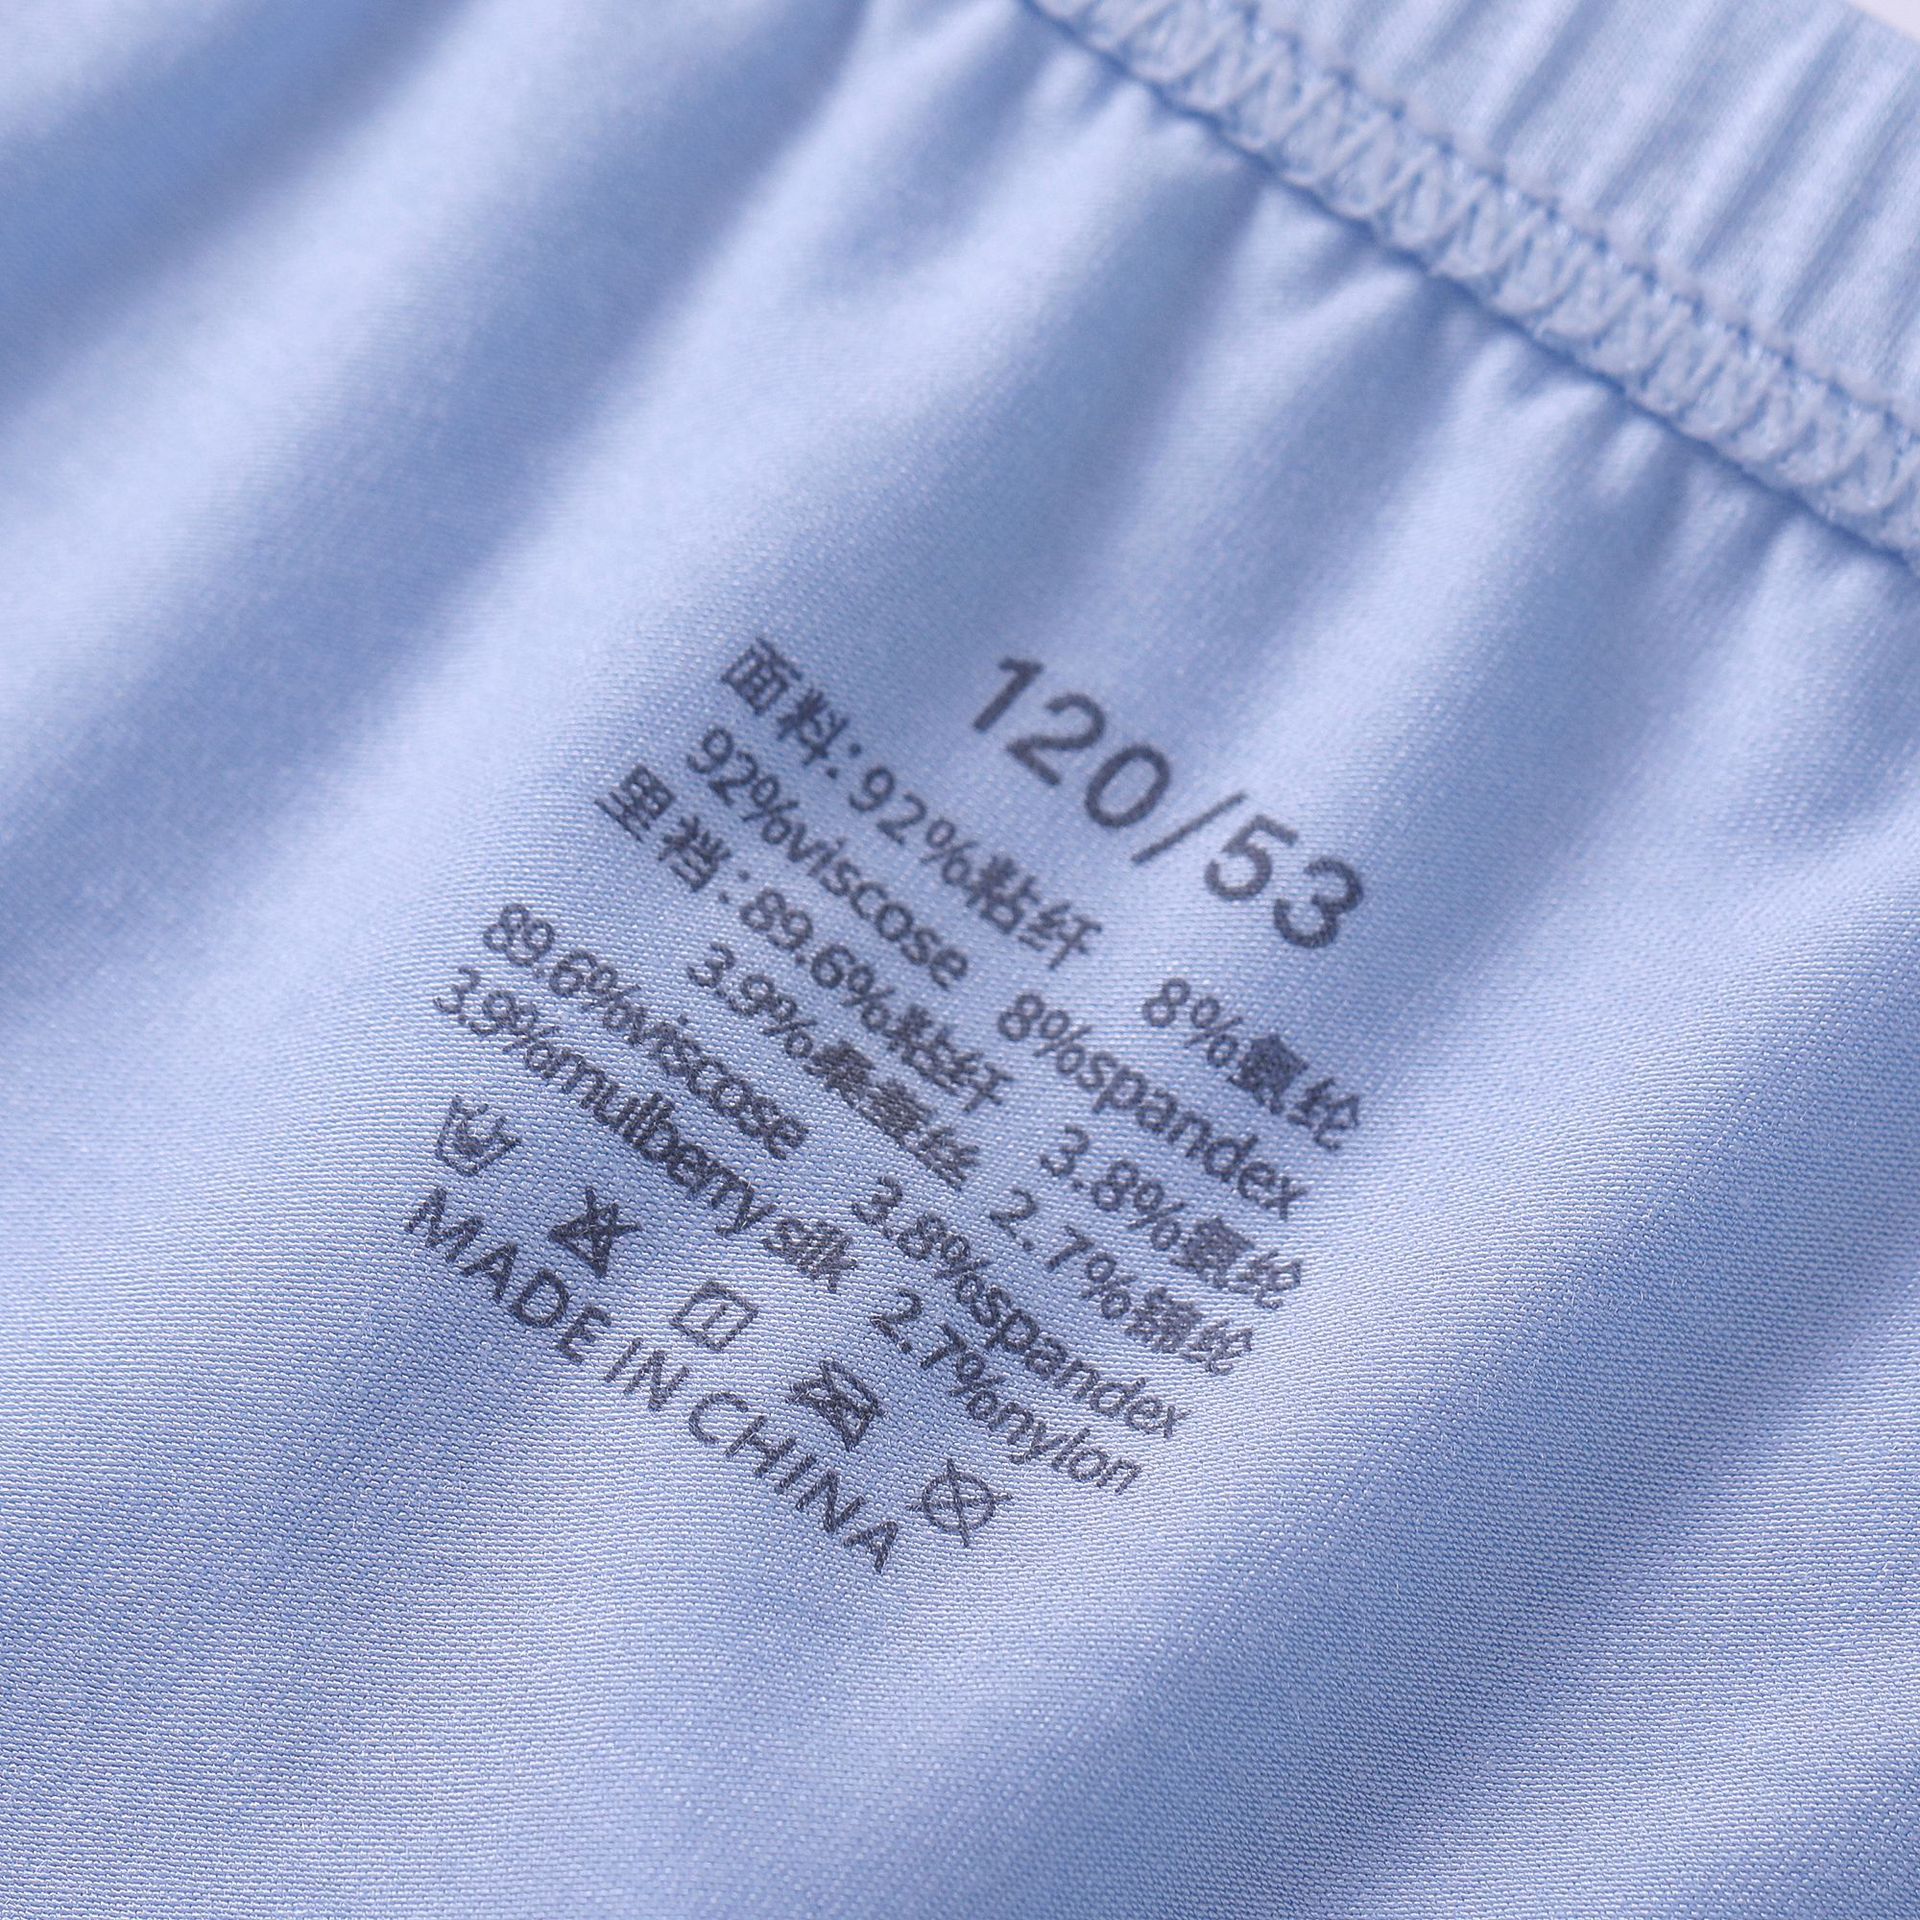 120/53
面料：92%粘纤 8%氨纶
92%viscose 8%spandex
里裆：89.6%粘纤 3.8%氨纶
3.9%桑蚕丝 2.7%锦纶
89.6%viscose 3.8%spandex
3.9%mulberry silk 2.7%nylon
MADE IN CHINA